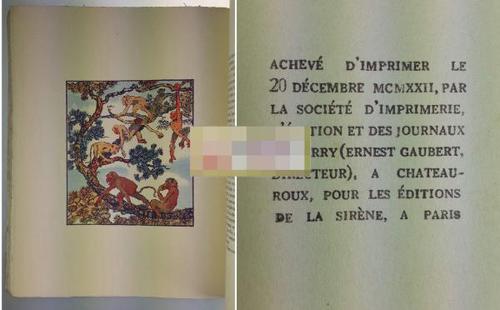 ACHEVÉ D'IMPRIMER LE
20 DÉCEMBRE MCMXXII, PAR
LA SOCIÉTÉ D'IMPRIMERIE,
ET DES JOURNAUX
(ERNEST GAUBERT,
DIRECTEUR), A CHATEAU-
ROUX, POUR LES ÉDITIONS
DE LA SIRÈNE, A PARIS